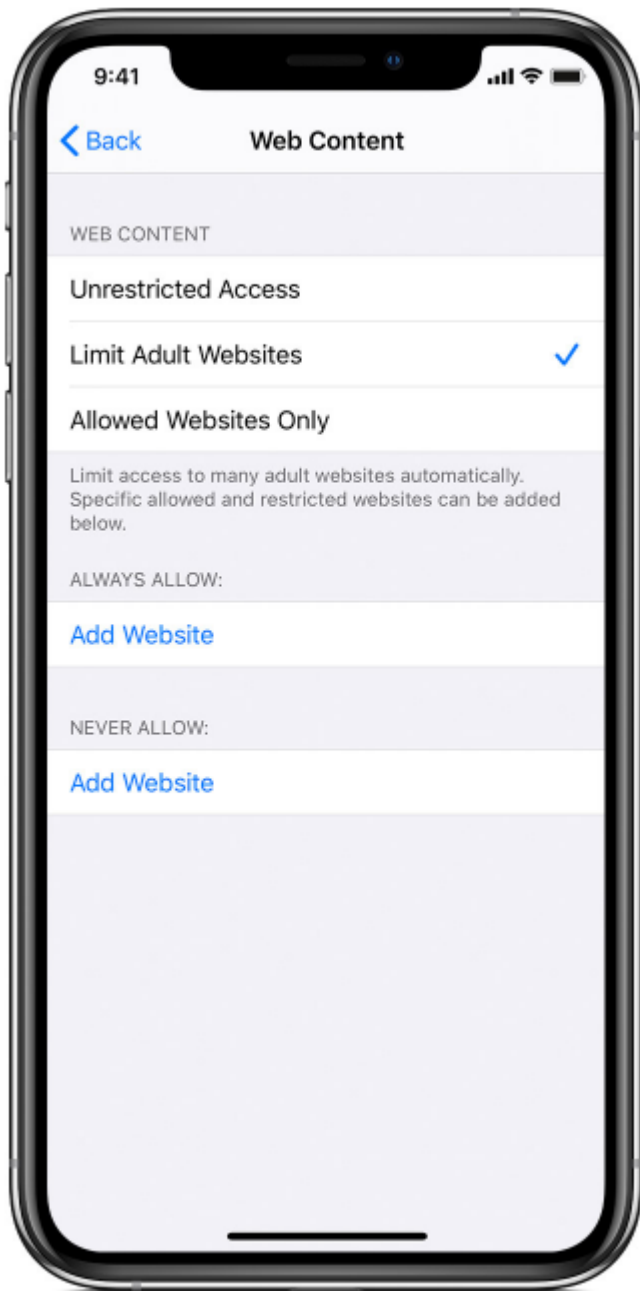 9:41
Back
Web Content
WEB CONTENT
Unrestricted Access
Limit Adult Websites
Allowed Websites Only
Limit access to many adult websites automatically.
Specific allowed and restricted websites can be added
below.
ALWAYS ALLOW:
Add Website
NEVER ALLOW:
Add Website